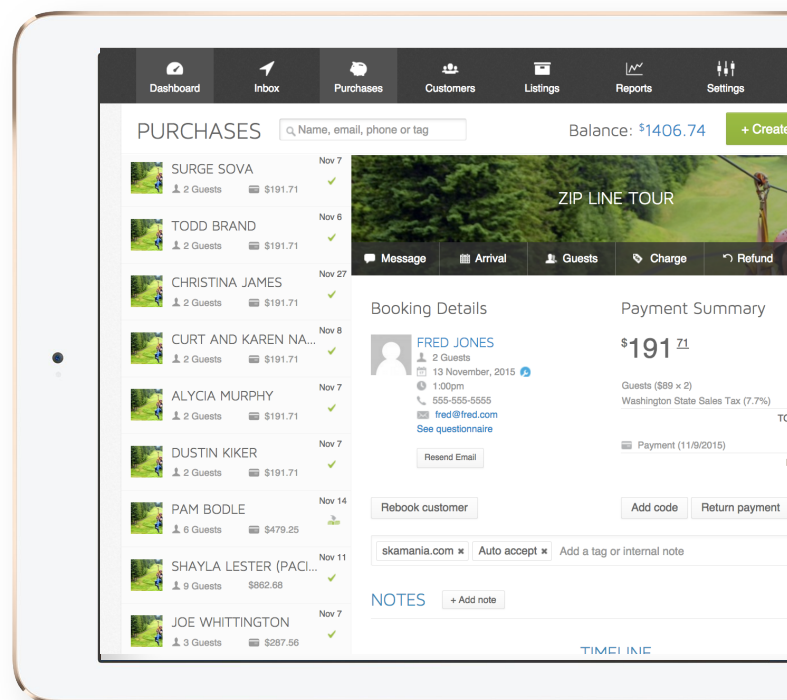 Dashboard
Inbox
Purchases
Customers
Listings
Reports
Settings
PURCHASES
Name, email, phone or tag
Balance: $1406.74
+ Create
SURGE SOVA
Nov 7
2 Guests $191.71
TODD BRAND
Nov 6
2 Guests $191.71
CHRISTINA JAMES
Nov 27
2 Guests $191.71
CURT AND KAREN NA...
Nov 8
2 Guests $191.71
ALYCIA MURPHY
Nov 7
2 Guests $191.71
DUSTIN KIKER
Nov 7
2 Guests $191.71
PAM BODLE
Nov 14
6 Guests $479.25
SHAYLA LESTER (PACI...
Nov 11
9 Guests $862.68
JOE WHITTINGTON
Nov 7
3 Guests $287.56
ZIP LINE TOUR
Message
Arrival
Guests
Charge
Refund
Booking Details
FRED JONES
2 Guests
13 November, 2015
1:00pm
555-555-5555
fred@fred.com
See questionnaire
Resend Email
Rebook customer
Payment Summary
$191 71
Guests ($89 × 2)
Washington State Sales Tax (7.7%)
Payment (11/9/2015)
Add code
Return payment
skamania.com × Auto accept × Add a tag or internal note
NOTES
+ Add note
TIMELINE